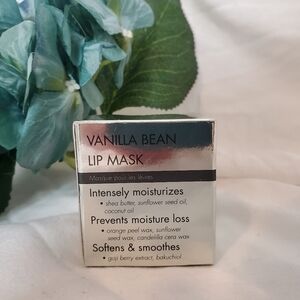 VANILLA BEAN
LIP MASK
Masque pour les lèvres
Intensely moisturizes
• shea butter, sunflower seed oil,
coconut oil
Prevents moisture loss
• orange peel wax, sunflower
seed wax, candelilla cera wax
Softens & smoothes
• goji berry extract, bakuchiol